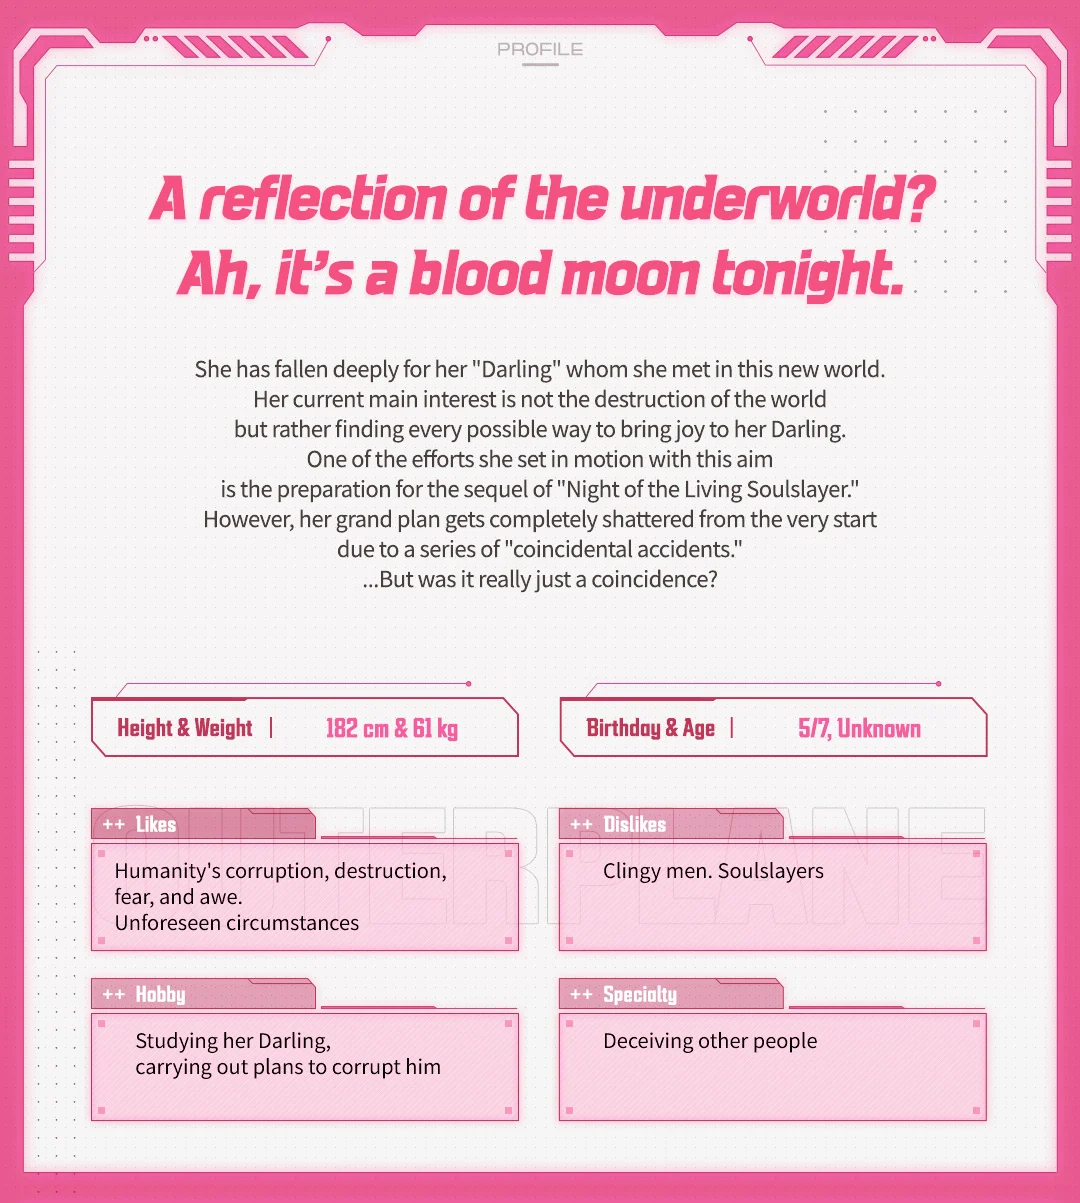 PROFILE
A reflection of the underworld?
Ah, it's a blood moon tonight.
She has fallen deeply for her "Darling" whom she met in this new world.
Her current main interest is not the destruction of the world
but rather finding every possible way to bring joy to her Darling.
One of the efforts she set in motion with this aim
is the preparation for the sequel of "Night of the Living Soulslayer."
However, her grand plan gets completely shattered from the very start
due to a series of "coincidental accidents."
...But was it really just a coincidence?
Height & Weight | 182 cm & 61 kg
Birthday & Age | 5/7, Unknown
OUTERPLANE
++ Likes
Humanity's corruption, destruction,
fear, and awe.
Unforeseen circumstances
++ Dislikes
Clingy men. Soulslayers
++ Hobby
Studying her Darling,
carrying out plans to corrupt him
++ Specialty
Deceiving other people